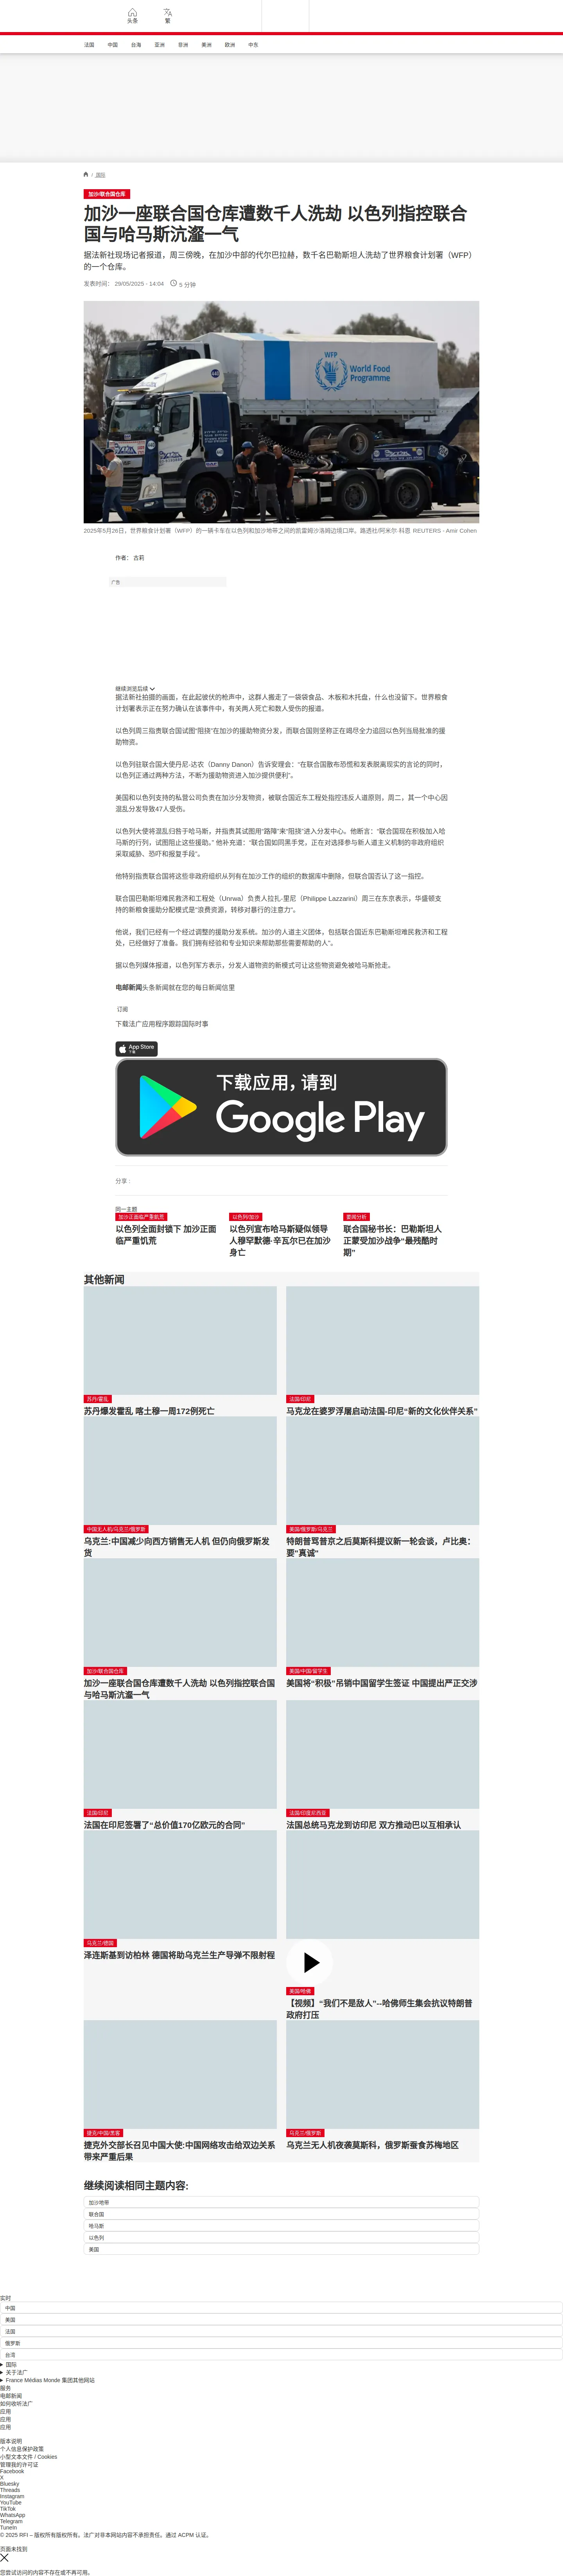 头条
繁
法国
中国
台海
亚洲
非洲
美洲
欧洲
中东
/ 国际
加沙/联合国仓库
加沙一座联合国仓库遭数千人洗劫 以色列指控联合
国与哈马斯沆瀣一气
据法新社现场记者报道，周三傍晚，在加沙中部的代尔巴拉赫，数千名巴勒斯坦人洗劫了世界粮食计划署（WFP）
的一个仓库。
发表时间： 29/05/2025 - 14:04
5 分钟
WFP
World Food
Programme
2025年5月26日，世界粮食计划署（WFP）的一辆卡车在以色列和加沙地带之间的凯雷姆沙洛姆边境口岸。路透社/阿米尔·科恩 REUTERS - Amir Cohen
作者： 古莉
广告
继续浏览后续
据法新社拍摄的画面，在此起彼伏的枪声中，这群人搬走了一袋袋食品、木板和木托盘，什么也没留下。世界粮食
计划署表示正在努力确认在该事件中，有关两人死亡和数人受伤的报道。
以色列周三指责联合国试图“阻挠”在加沙的援助物资分发，而联合国则坚称正在竭尽全力追回以色列当局批准的援
助物资。
以色列驻联合国大使丹尼·达农（Danny Danon）告诉安理会：“在联合国散布恐慌和发表脱离现实的言论的同时，
以色列正通过两种方法，不断为援助物资进入加沙提供便利”。
美国和以色列支持的私营公司负责在加沙分发物资，被联合国近东工程处指控违反人道原则，周二，其一个中心因
混乱分发导致47人受伤。
以色列大使将混乱归咎于哈马斯，并指责其试图用“路障”来“阻挠”进入分发中心。他断言：“联合国现在积极加入哈
马斯的行列，试图阻止这些援助。” 他补充道：“联合国如同黑手党，正在对选择参与新人道主义机制的非政府组织
采取威胁、恐吓和报复手段”。
他特别指责联合国将这些非政府组织从列有在加沙工作的组织的数据库中删除，但联合国否认了这一指控。
联合国巴勒斯坦难民救济和工程处（Unrwa）负责人拉扎-里尼（Philippe Lazzarini）周三在东京表示，华盛顿支
持的新粮食援助分配模式是“浪费资源，转移对暴行的注意力”。
他说，我们已经有一个经过调整的援助分发系统。加沙的人道主义团体，包括联合国近东巴勒斯坦难民救济和工程
处，已经做好了准备。我们拥有经验和专业知识来帮助那些需要帮助的人”。
据以色列媒体报道，以色列军方表示，分发人道物资的新模式可让这些物资避免被哈马斯抢走。
电邮新闻头条新闻就在您的每日新闻信里
订阅
下载法广应用程序跟踪国际时事
App Store
下载
下载应用，请到
Google Play
分享 :
同一主题
加沙正面临严重饥荒
以色列全面封锁下 加沙正面
临严重饥荒
以色列/加沙
以色列宣布哈马斯疑似领导
人穆罕默德·辛瓦尔已在加沙
身亡
要闻分析
联合国秘书长：巴勒斯坦人
正蒙受加沙战争“最残酷时
期”
其他新闻
苏丹/霍乱
苏丹爆发霍乱 喀土穆一周172例死亡
法国/印尼
马克龙在婆罗浮屠启动法国-印尼“新的文化伙伴关系”
中国无人机/乌克兰/俄罗斯
乌克兰:中国减少向西方销售无人机 但仍向俄罗斯发
货
美国/俄罗斯/乌克兰
特朗普骂普京之后莫斯科提议新一轮会谈，卢比奥：
要“真诚”
加沙/联合国仓库
加沙一座联合国仓库遭数千人洗劫 以色列指控联合国
与哈马斯沆瀣一气
美国/中国/留学生
美国将“积极”吊销中国留学生签证 中国提出严正交涉
法国/印尼
法国在印尼签署了“总价值170亿欧元的合同”
法国/印度尼西亚
法国总统马克龙到访印尼 双方推动巴以互相承认
乌克兰/德国
泽连斯基到访柏林 德国将助乌克兰生产导弹不限射程
美国/哈佛
【视频】“我们不是敌人”--哈佛师生集会抗议特朗普
政府打压
捷克/中国/黑客
捷克外交部长召见中国大使:中国网络攻击给双边关系
带来严重后果
乌克兰/俄罗斯
乌克兰无人机夜袭莫斯科，俄罗斯蚕食苏梅地区
继续阅读相同主题内容:
加沙地带
联合国
哈马斯
以色列
美国
实时
中国
美国
法国
俄罗斯
台湾
国际
关于法广
France Médias Monde 集团其他网站
服务
电邮新闻
如何收听法广
应用
应用
应用
版本说明
个人信息保护政策
小型文本文件 / Cookies
管理我的许可证
Facebook
X
Bluesky
Threads
Instagram
YouTube
TikTok
WhatsApp
Telegram
TuneIn
© 2025 RFI – 版权所有版权所有。法广对非本网站内容不承担责任。通过 ACPM 认证。
页面未找到
您尝试访问的内容不存在或不再可用。